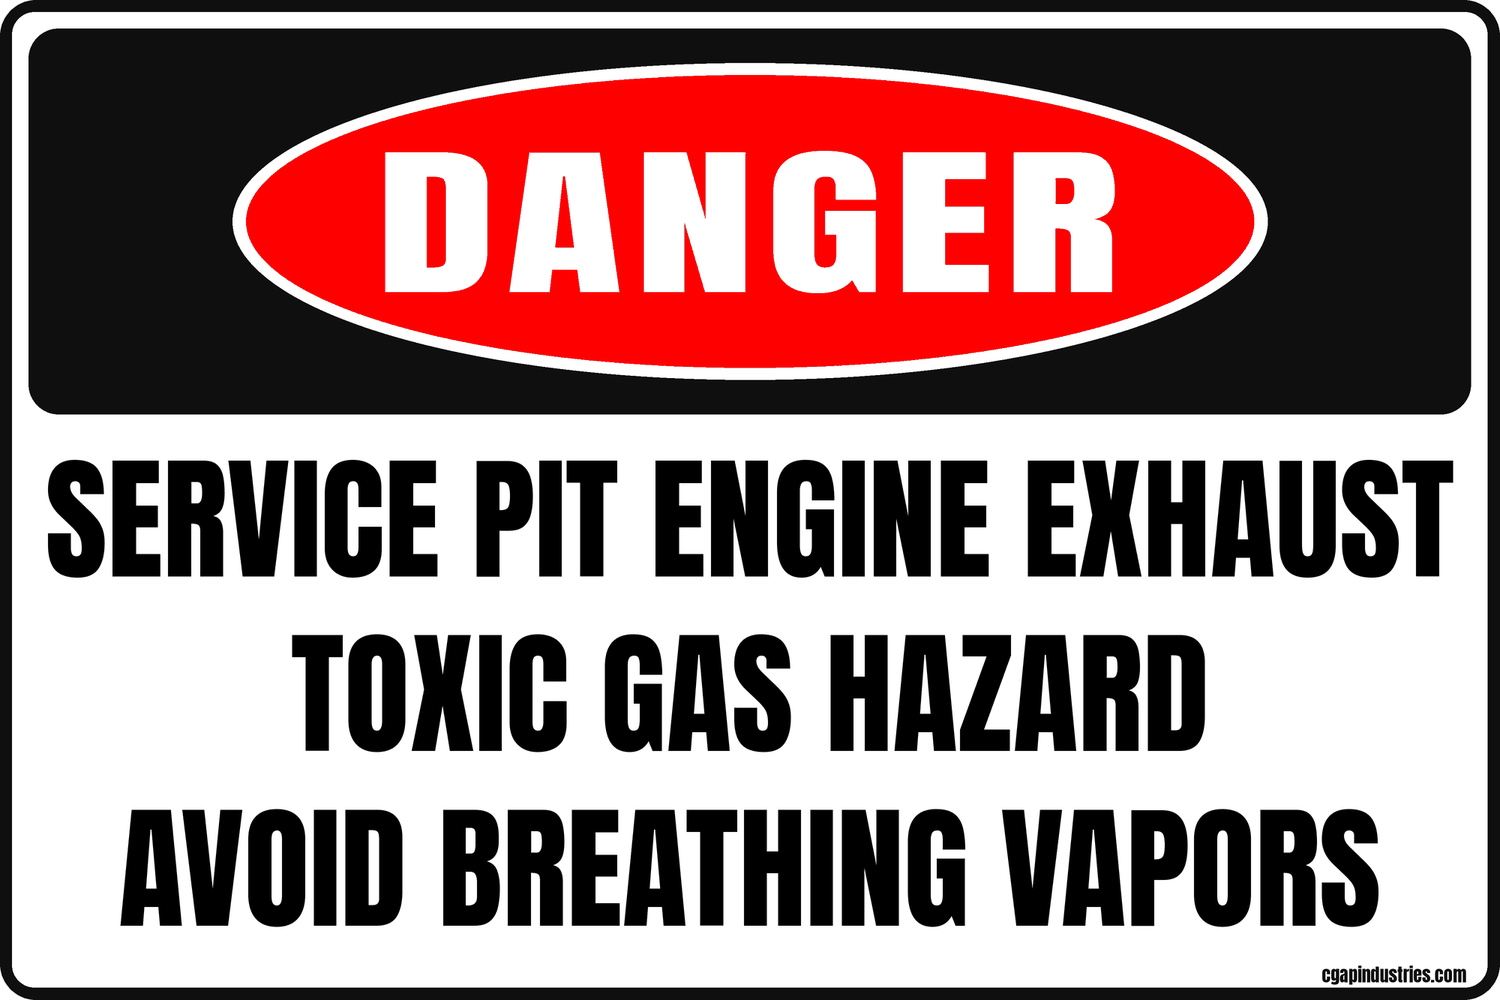 DANGER
SERVICE PIT ENGINE EXHAUST
TOXIC GAS HAZARD
AVOID BREATHING VAPORS
cgapindustries.com